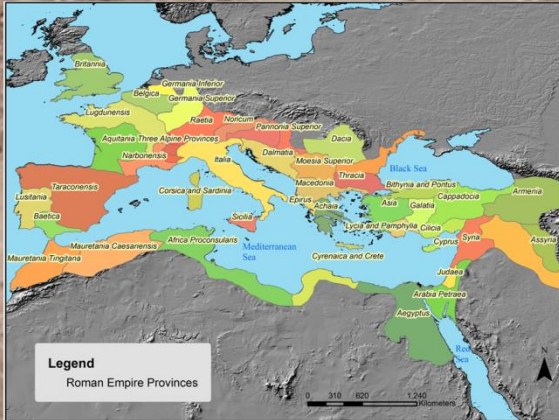 Britannia
Germania Inferior
Belgica
Germania Superior
Lugdunensis
Raetia
Noricum
Pannonia Superior
Aquitania
Three Alpine Provinces
Dacia
Narbonensis
Dalmatia
Moesia Superior
Italia
Black Sea
Taraconensis
Thracia
Macedonia
Bithynia and Pontus
Armenia
Corsica and Sardinia
Cappadocia
Lusitania
Epirus
Asia
Galatia
Achaia
Baetica
Sicilia
Lycia and Pamphylia
Cilicia
Assyria
Mauretania Caesariensis
Africa Proconsularis
Syria
Cyprus
Mediterranean
Sea
Mauretania Tingitana
Cyrenaica and Crete
Judaea
Arabia Petraea
Aegyptus
Red
Sea
Legend
Roman Empire Provinces
0 310 620 1,240
Kilometers
N